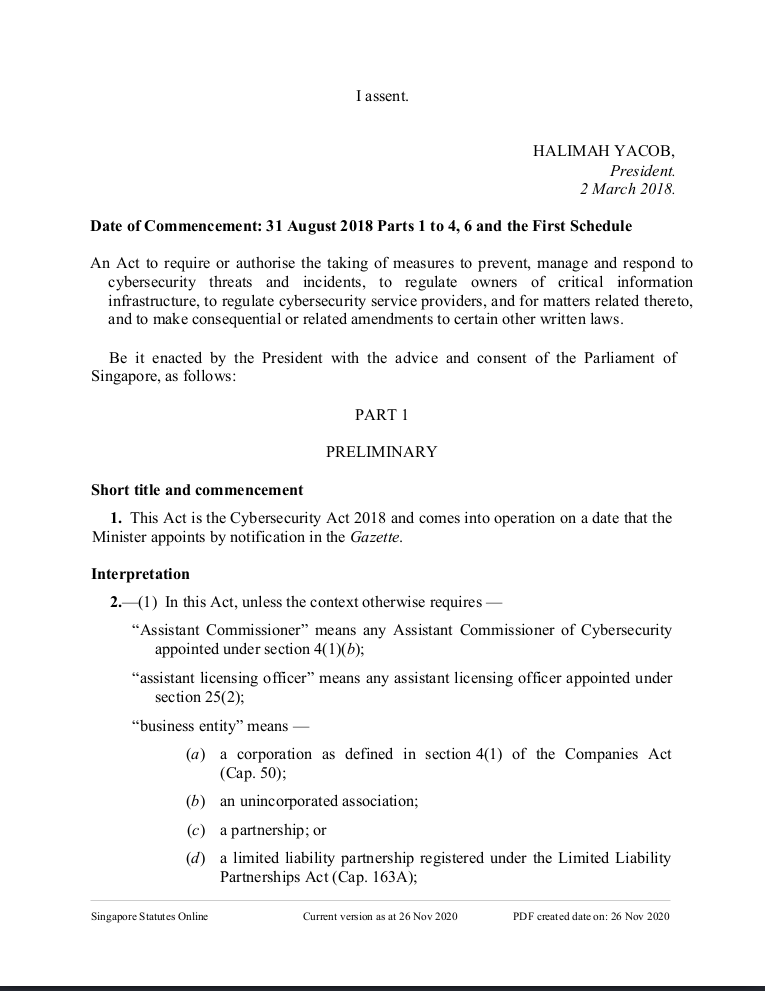 I assent.
HALIMAH YACOB,
President.
2 March 2018.
Date of Commencement: 31 August 2018 Parts 1 to 4, 6 and the First Schedule
An Act to require or authorise the taking of measures to prevent, manage and respond to
cybersecurity threats and incidents, to regulate owners of critical information
infrastructure, to regulate cybersecurity service providers, and for matters related thereto,
and to make consequential or related amendments to certain other written laws.
Be it enacted by the President with the advice and consent of the Parliament of
Singapore, as follows:
PART 1
PRELIMINARY
Short title and commencement
1. This Act is the Cybersecurity Act 2018 and comes into operation on a date that the
Minister appoints by notification in the Gazette.
Interpretation
2.—(1) In this Act, unless the context otherwise requires —
“Assistant Commissioner” means any Assistant Commissioner of Cybersecurity
appointed under section 4(1)(b);
“assistant licensing officer” means any assistant licensing officer appointed under
section 25(2);
“business entity” means —
(a) a corporation as defined in section 4(1) of the Companies Act
(Cap. 50);
(b) an unincorporated association;
(c) a partnership; or
(d) a limited liability partnership registered under the Limited Liability
Partnerships Act (Cap. 163A);
Singapore Statutes Online Current version as at 26 Nov 2020 PDF created date on: 26 Nov 2020